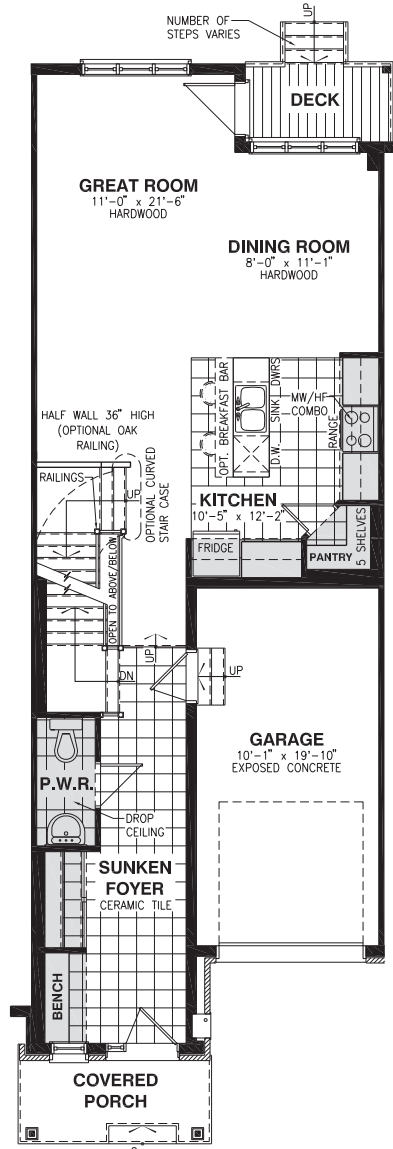 UP
NUMBER OF
STEPS VARIES
DECK
GREAT ROOM
11'-0" x 21'-6"
HARDWOOD
DINING ROOM
8'-0" x 11'-1"
HARDWOOD
OPT. BREAKFAST BAR
SINK
DWRS
D.W.
MW/HF
COMBO
RANGE
HALF WALL 36" HIGH
(OPTIONAL OAK
RAILING)
RAILINGS
UP
OPTIONAL CURVED
STAIR CASE
KITCHEN
10'-5" x 12'-2"
FRIDGE
PANTRY
5 SHELVES
OPEN TO ABOVE/BELOW
UP
DN
UP
GARAGE
10'-1" x 19'-10"
EXPOSED CONCRETE
P.W.R.
DROP
CEILING
SUNKEN
FOYER
CERAMIC TILE
BENCH
COVERED
PORCH